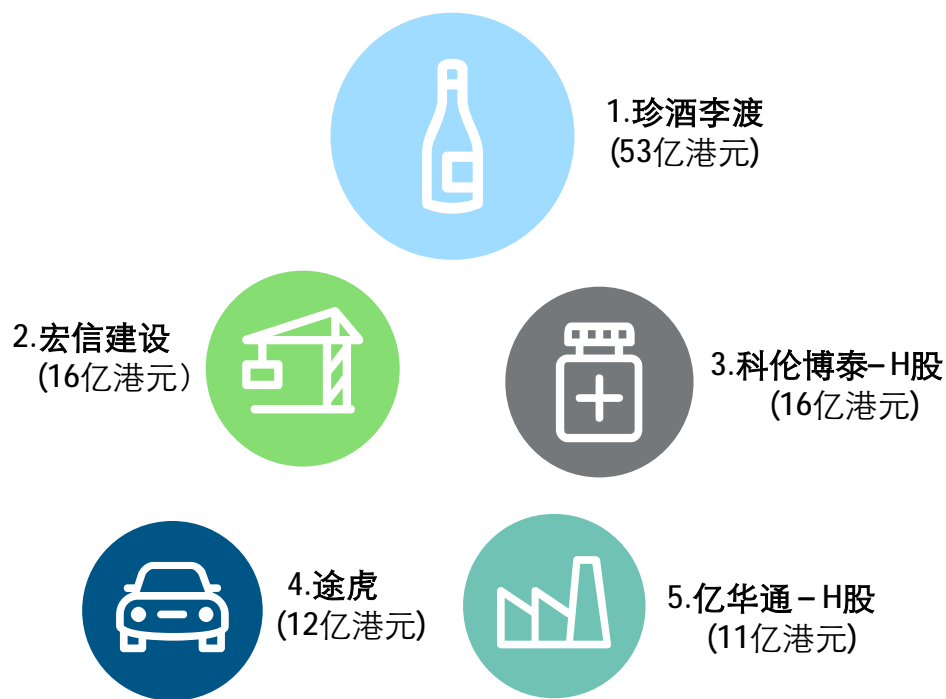 1.珍酒李渡
(53亿港元)
2.宏信建设
(16亿港元）
3.科伦博泰–H股
(16亿港元)
4.途虎
(12亿港元)
5.亿华通 – H股
(11亿港元)